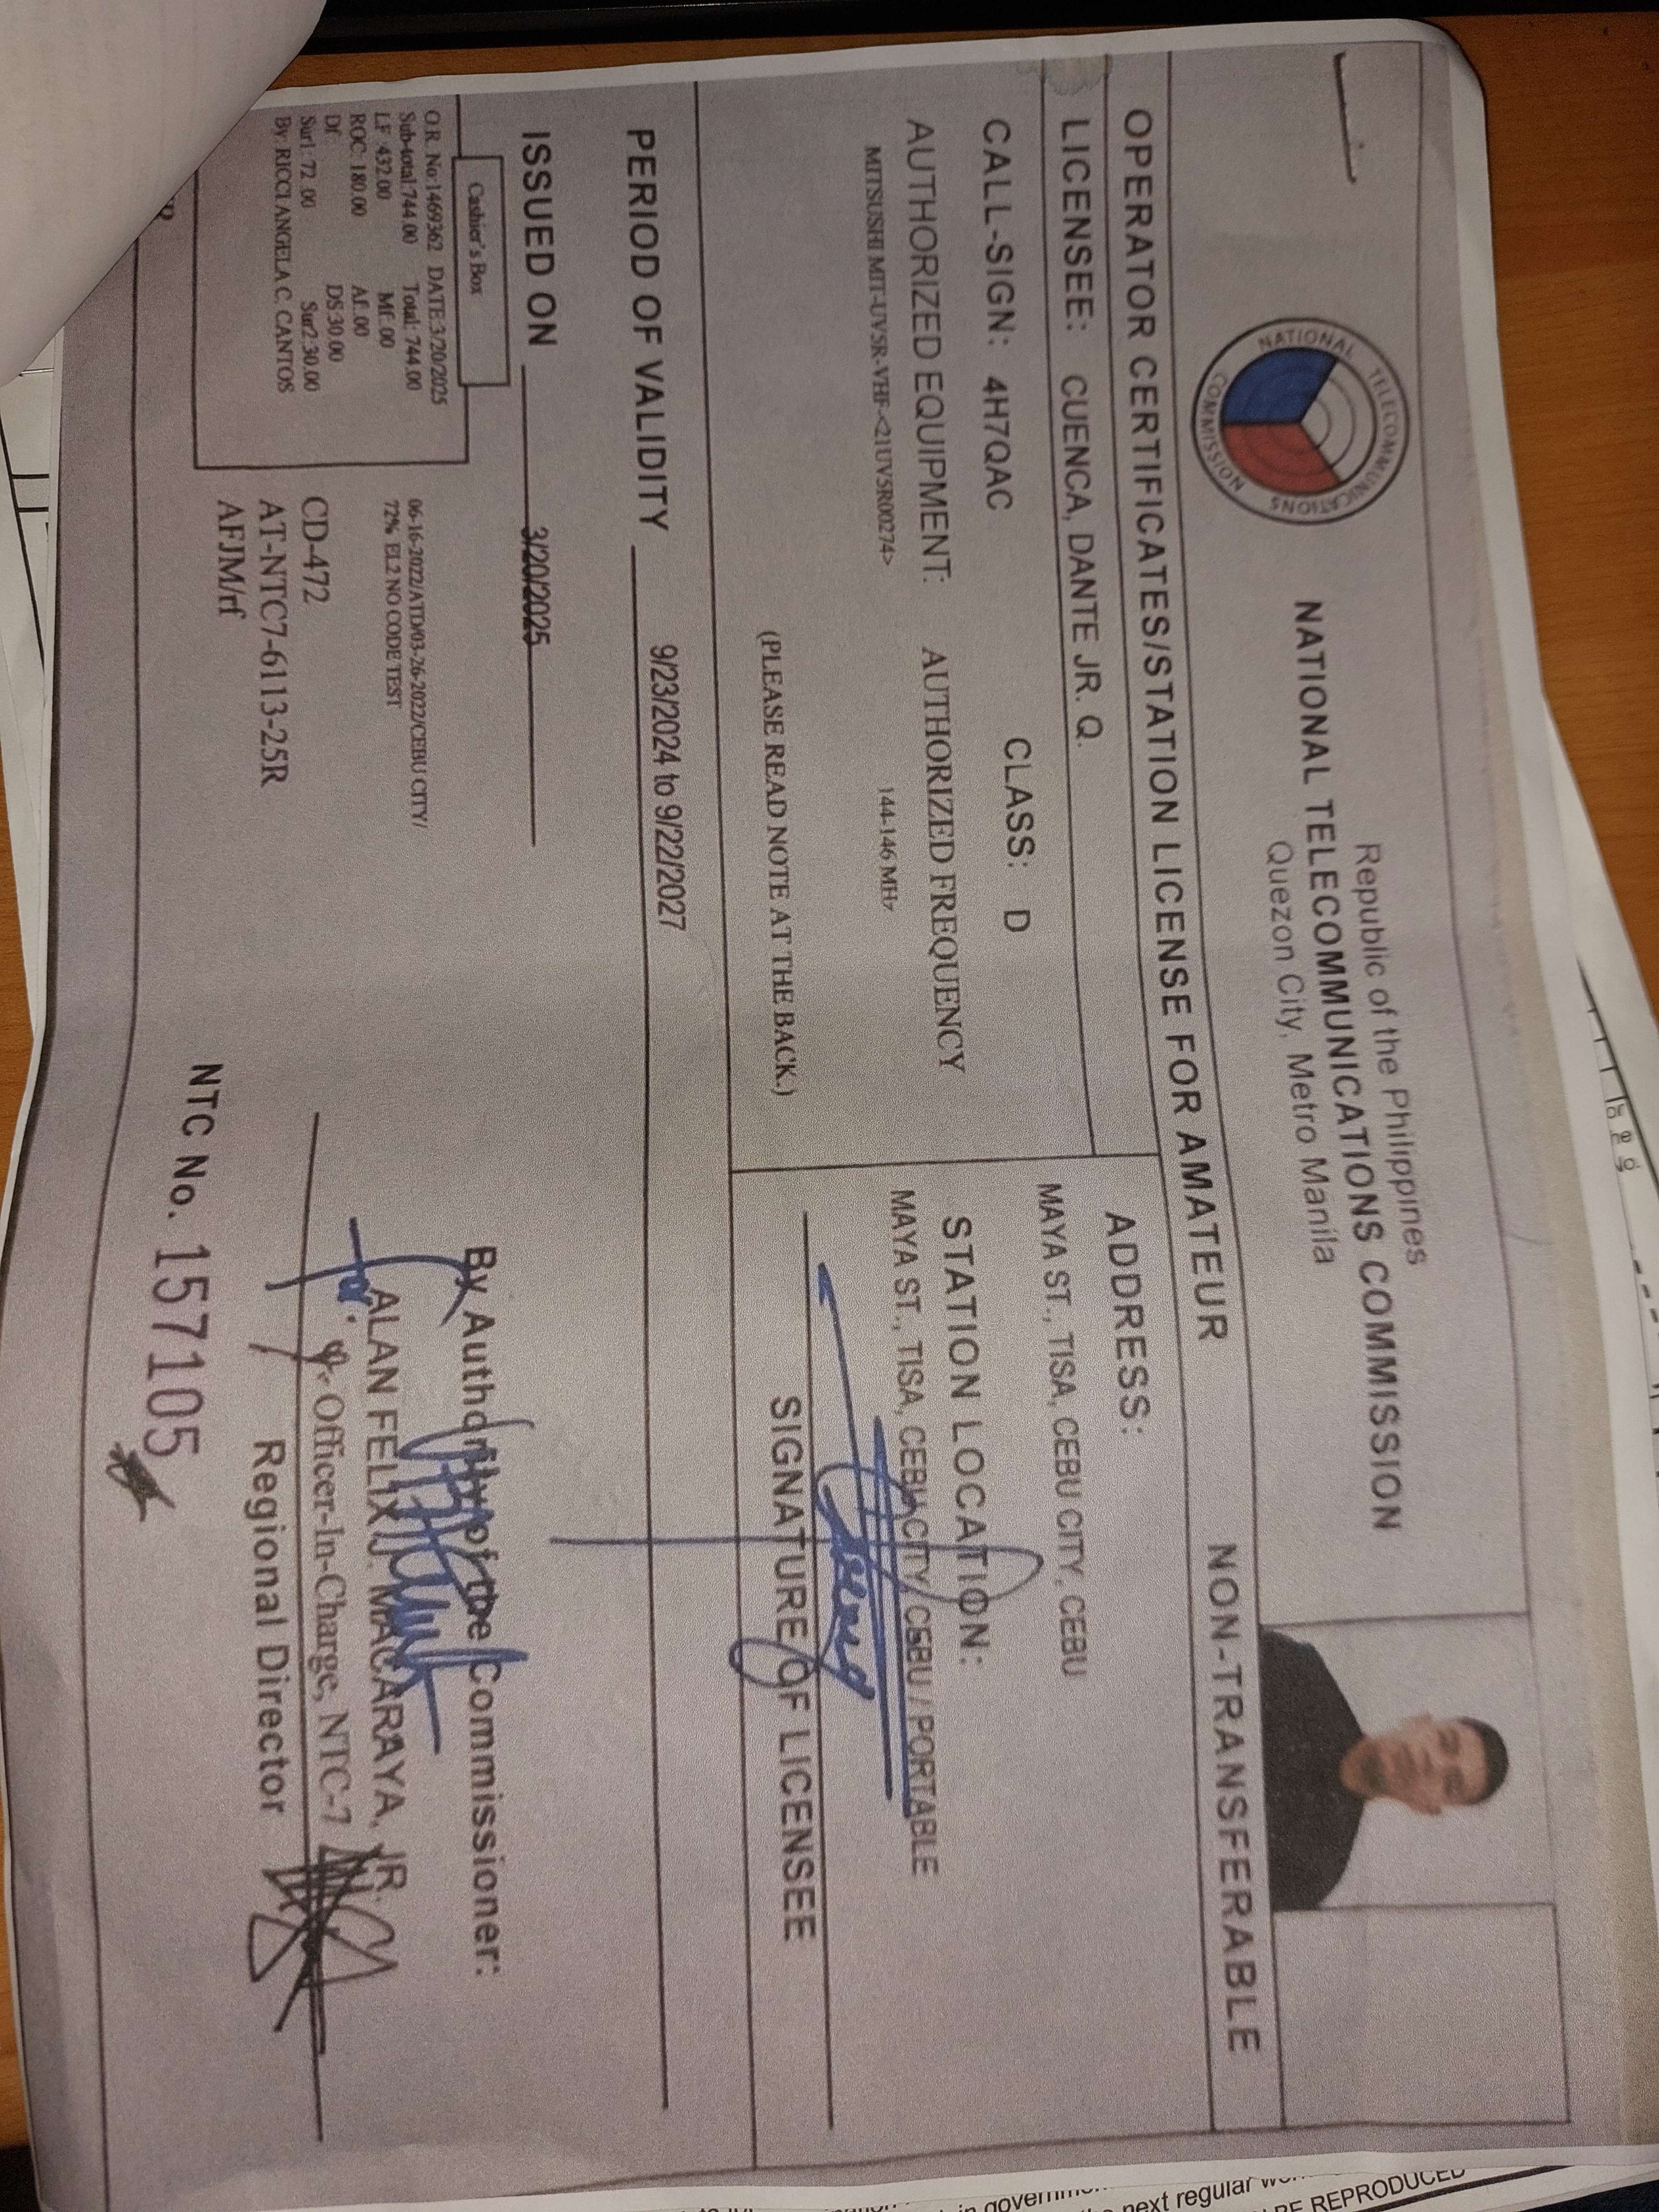 Republic of the Philippines
NATIONAL TELECOMMUNICATIONS COMMISSION
Quezon City, Metro Manila
NATIONAL TELECOMMUNICATIONS COMMISSION
OPERATOR CERTIFICATES/STATION LICENSE FOR AMATEUR NON-TRANSFERABLE
LICENSEE: CUENCA, DANTE JR. Q.
CALL-SIGN: 4H7QAC CLASS: D
AUTHORIZED EQUIPMENT: AUTHORIZED FREQUENCY
MITSUSHI MIT-UV5R-VHF-<21UV5R00274> 144-146 MHz
(PLEASE READ NOTE AT THE BACK.)
ADDRESS:
MAYA ST., TISA, CEBU CITY, CEBU
STATION LOCATION:
MAYA ST., TISA, CEBU CITY, CEBU / PORTABLE
SIGNATURE OF LICENSEE
PERIOD OF VALIDITY 9/23/2024 to 9/22/2027
ISSUED ON 3/20/2025
Cashier's Box
O.R. No:1469362 DATE:3/20/2025
Sub-total:744.00 Total: 744.00
LF 432.00 Mf:.00
ROC:180.00 Af:.00
Df: DS:30.00
Sur1: 72.00 Sur2:30.00
By: RICCI ANGELA C. CANTOS
06-16-2022/ATD/03-26-2022/CEBU CITY/
72% EL2 NO CODE TEST
CD-472
AT-NTC7-6113-25R
AFJM/rf
By Authority of the Commissioner:
for: ALAN FELIX J. MACARAYA, JR.
Officer-In-Charge, NTC-7
Regional Director
NTC No. 157105
next regular
BE REPRODUCED